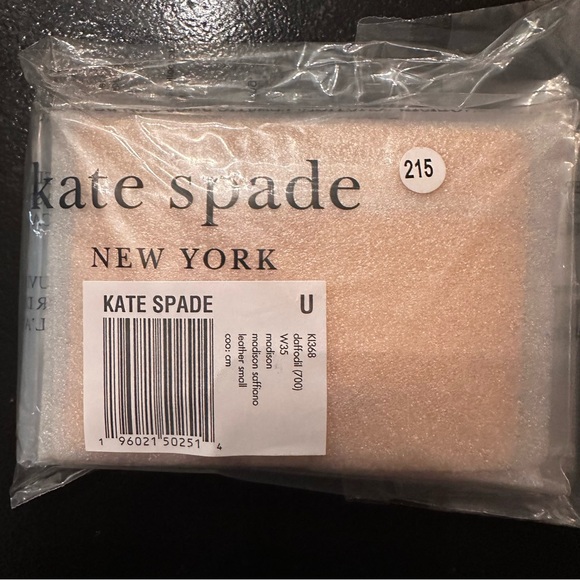 kate spade
NEW YORK
215
KATE SPADE
U
KI368
daffodil (700)
W35
madison
madison saffiano
leather small
coo: cm
1 96021 50251 4